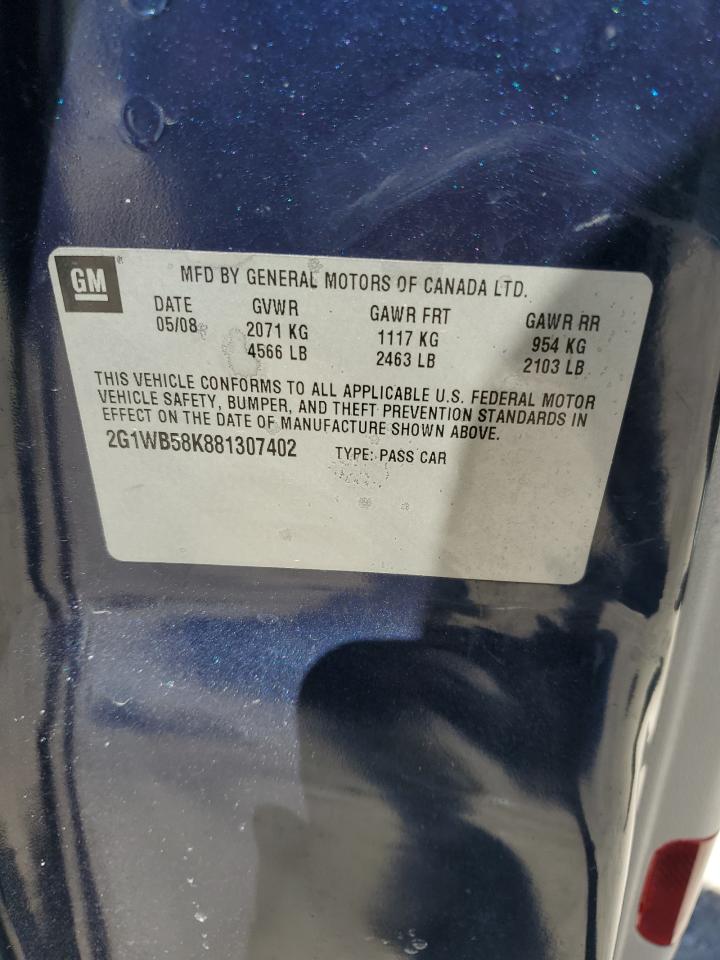 GM
MFD BY GENERAL MOTORS OF CANADA LTD.
DATE GVWR GAWR FRT GAWR RR
05/08 2071 KG 1117 KG 954 KG
4566 LB 2463 LB 2103 LB
THIS VEHICLE CONFORMS TO ALL APPLICABLE U.S. FEDERAL MOTOR
VEHICLE SAFETY, BUMPER, AND THEFT PREVENTION STANDARDS IN
EFFECT ON THE DATE OF MANUFACTURE SHOWN ABOVE.
2G1WB58K881307402 TYPE: PASS CAR